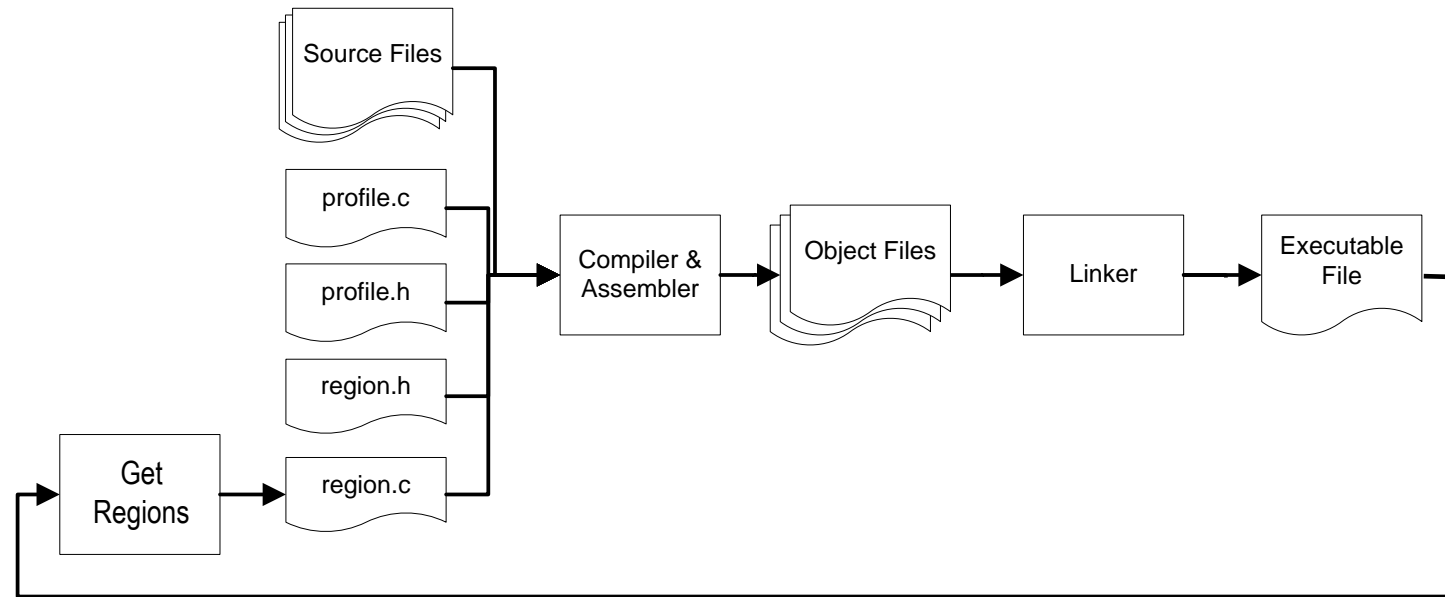 Source Files
profile.c
profile.h
region.h
region.c
Get
Regions
Compiler &
Assembler
Object Files
Linker
Executable
File